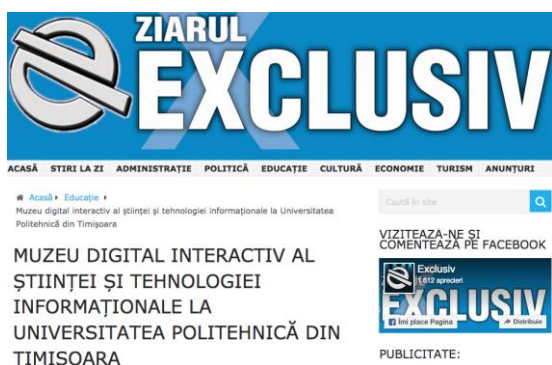 ZIARUL
EXCLUSIV
ACASĂ STIRI LA ZI ADMINISTRAȚIE POLITICĂ EDUCAȚIE CULTURĂ ECONOMIE TURISM ANUNȚURI
Acasă Educație
Muzeu digital interactiv al științei și tehnologiei informaționale la Universitatea
Politehnică din Timișoara
MUZEU DIGITAL INTERACTIV AL
ȘTIINȚEI ȘI TEHNOLOGIEI
INFORMAȚIONALE LA
UNIVERSITATEA POLITEHNICĂ DIN
TIMIȘOARA
Caută în site
VIZITEAZA-NE ȘI
COMENTEAZĂ PE FACEBOOK
Exclusiv
1.612 aprecieri
EXCLUSIV
Îmi place Pagina Distribuie
PUBLICITATE: